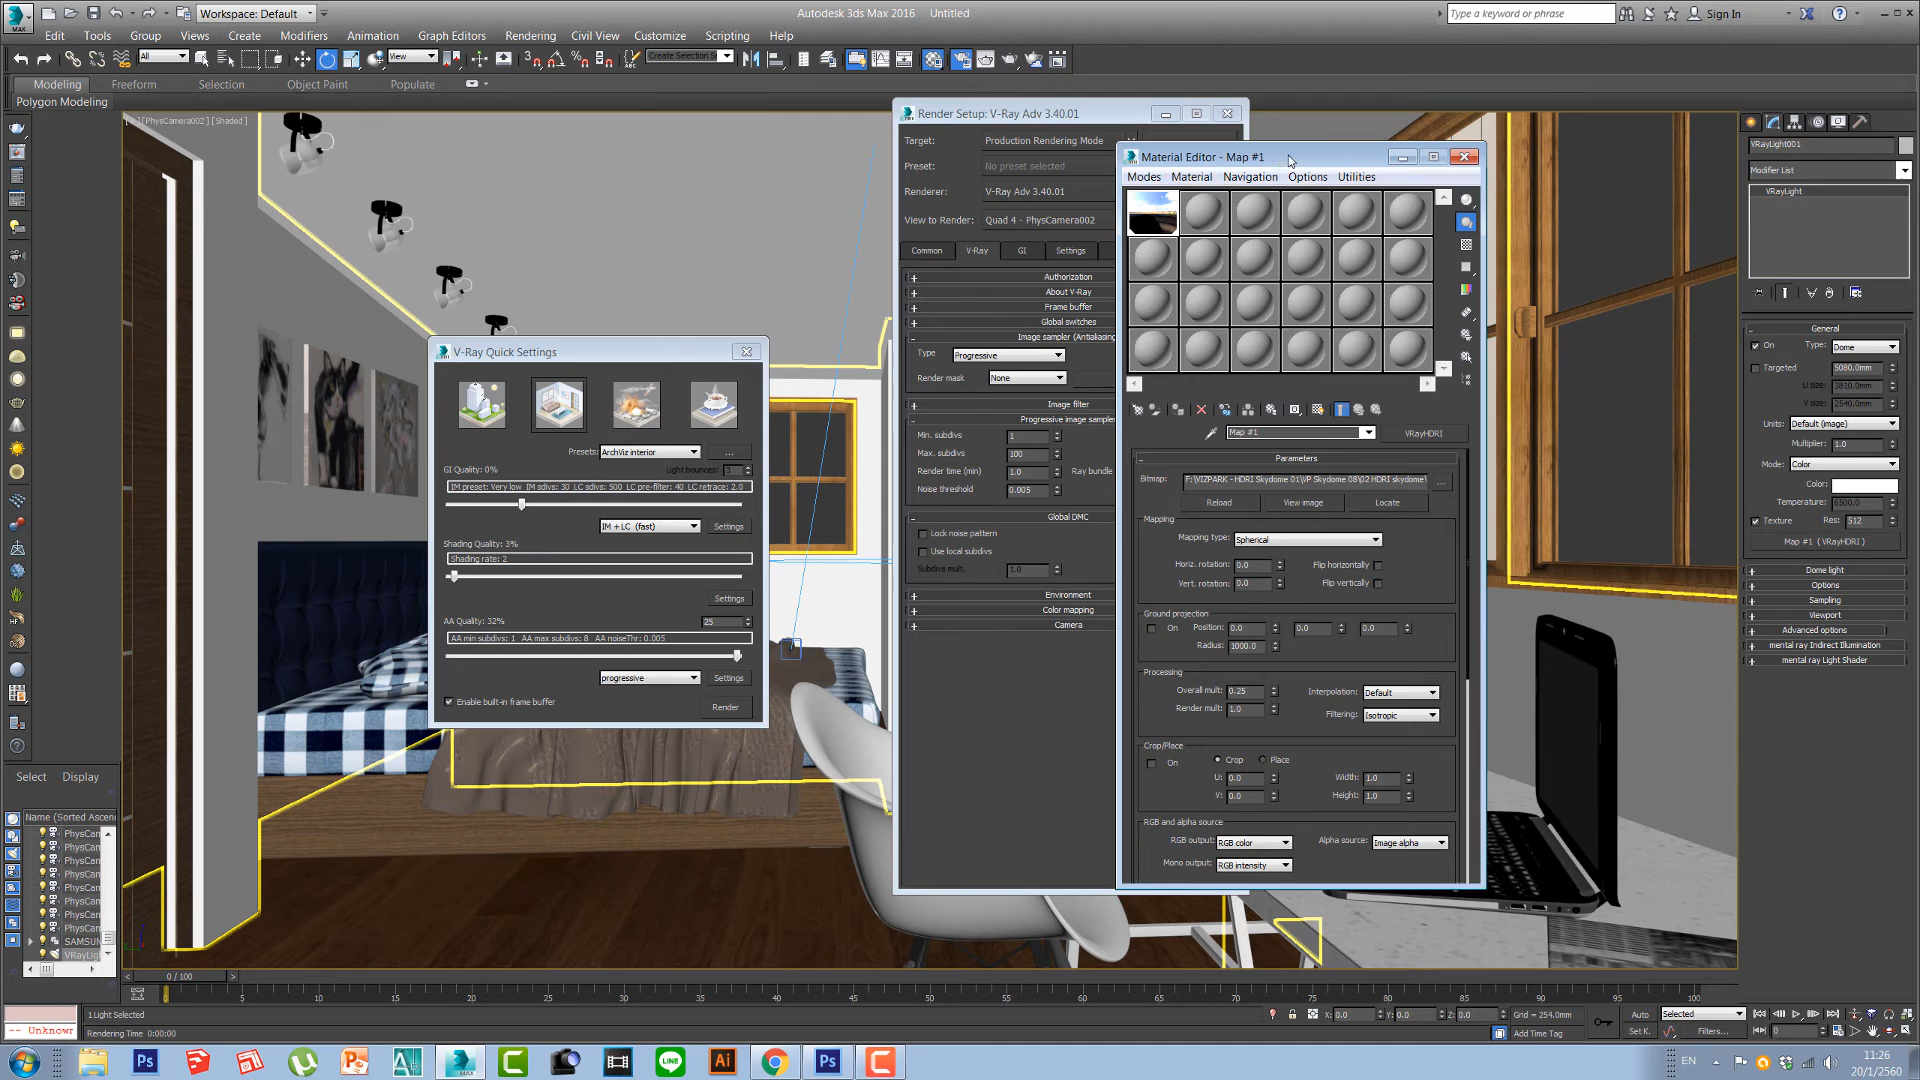 Workspace: Default
Autodesk 3ds Max 2016 Untitled
Type a keyword or phrase
Sign In
MAX
Edit Tools Group Views Create Modifiers Animation Graph Editors Rendering Civil View Customize Scripting Help
All
View
Create Selection S
Modeling Freeform Selection Object Paint Populate
Polygon Modeling
[PhysCamera002] [Shaded]
Render Setup: V-Ray Adv 3.40.01
Target: Production Rendering Mode
Preset: No preset selected
Renderer: V-Ray Adv 3.40.01
View to Render: Quad 4 - PhysCamera002
Common V-Ray GI Settings
Authorization
About V-Ray
Frame buffer
Global switches
Image sampler (Antialiasing
Type Progressive
Render mask None
Image filter
Progressive image sampler
Min. subdivs 1
Max. subdivs 100
Render time (min) 1.0 Ray bundle
Noise threshold 0.005
Global DMC
Lock noise pattern
Use local subdivs
Subdivs mult. 1.0
Environment
Color mapping
Camera
Material Editor - Map #1
Modes Material Navigation Options Utilities
Map #1 VRayHDRI
Parameters
Bitmap: F:\VIZPARK - HDRI Skydome 01\VP Skydome 08\02 HDRI skydome\ ...
Reload View image Locate
Mapping
Mapping type: Spherical
Horiz. rotation: 0.0 Flip horizontally
Vert. rotation: 0.0 Flip vertically
Ground projection
On Position: 0.0 0.0 0.0
Radius: 1000.0
Processing
Overall mult: 0.25 Interpolation: Default
Render mult: 1.0 Filtering: Isotropic
Crop/Place
On Crop Place
U: 0.0 Width: 1.0
V: 0.0 Height: 1.0
RGB and alpha source
RGB output: RGB color Alpha source: Image alpha
Mono output: RGB intensity
V-Ray Quick Settings
Presets: ArchViz interior ...
GI Quality: 0% Light bounces: 3
IM preset: Very low IM sdivs: 30 LC sdivs: 500 LC pre-filter: 40 LC retrace: 2.0
IM + LC (fast) Settings
Shading Quality: 3%
Shading rate: 2
Settings
AA Quality: 32% 25
AA min subdivs: 1 AA max subdivs: 8 AA noiseThr: 0.005
progressive Settings
Enable built-in frame buffer Render
VRayLight001
Modifier List
VRayLight
General
On Type: Dome
Targeted 5080.0mm
U size: 3810.0mm
V size: 2540.0mm
Units: Default (image)
Multiplier: 1.0
Mode: Color
Color:
Temperature: 6500.0
Texture Res: 512
Map #1 (VRayHDRI)
Dome light
Options
Sampling
Viewport
Advanced options
mental ray Indirect Illumination
mental ray Light Shader
Select Display
Name (Sorted Ascen
PhysCam
PhysCam
PhysCam
PhysCam
PhysCam
PhysCam
PhysCam
PhysCam
SAMSUN
VRayLigh
0 / 100
0 5 10 15 20 25 30 35 40 45 50 55 60 65 70 75 80 85 90 95 100
1 Light Selected
X: 0.0 Y: 0.0 Z: 0.0 Grid = 254.0mm
Auto Selected
-- Unknowr
Rendering Time 0:00:00
Add Time Tag
Set K. Filters... 0
Ps
Ai
LINE
Ps
EN
11:26
20/1/2560